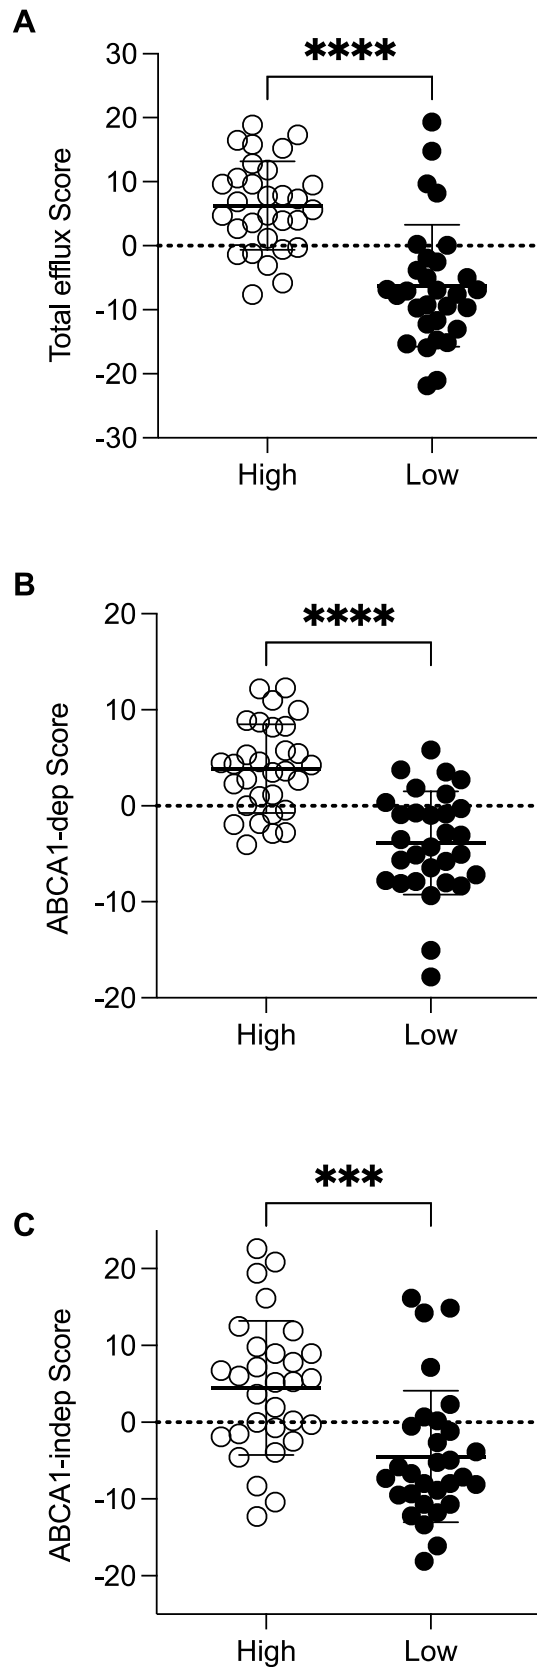 A
****
30
20
10
0
-10
-20
-30
Total efflux Score
High Low
B
****
20
10
0
-10
-20
ABCA1-dep Score
High Low
***
C
20
10
0
-10
-20
ABCA1-indep Score
High Low